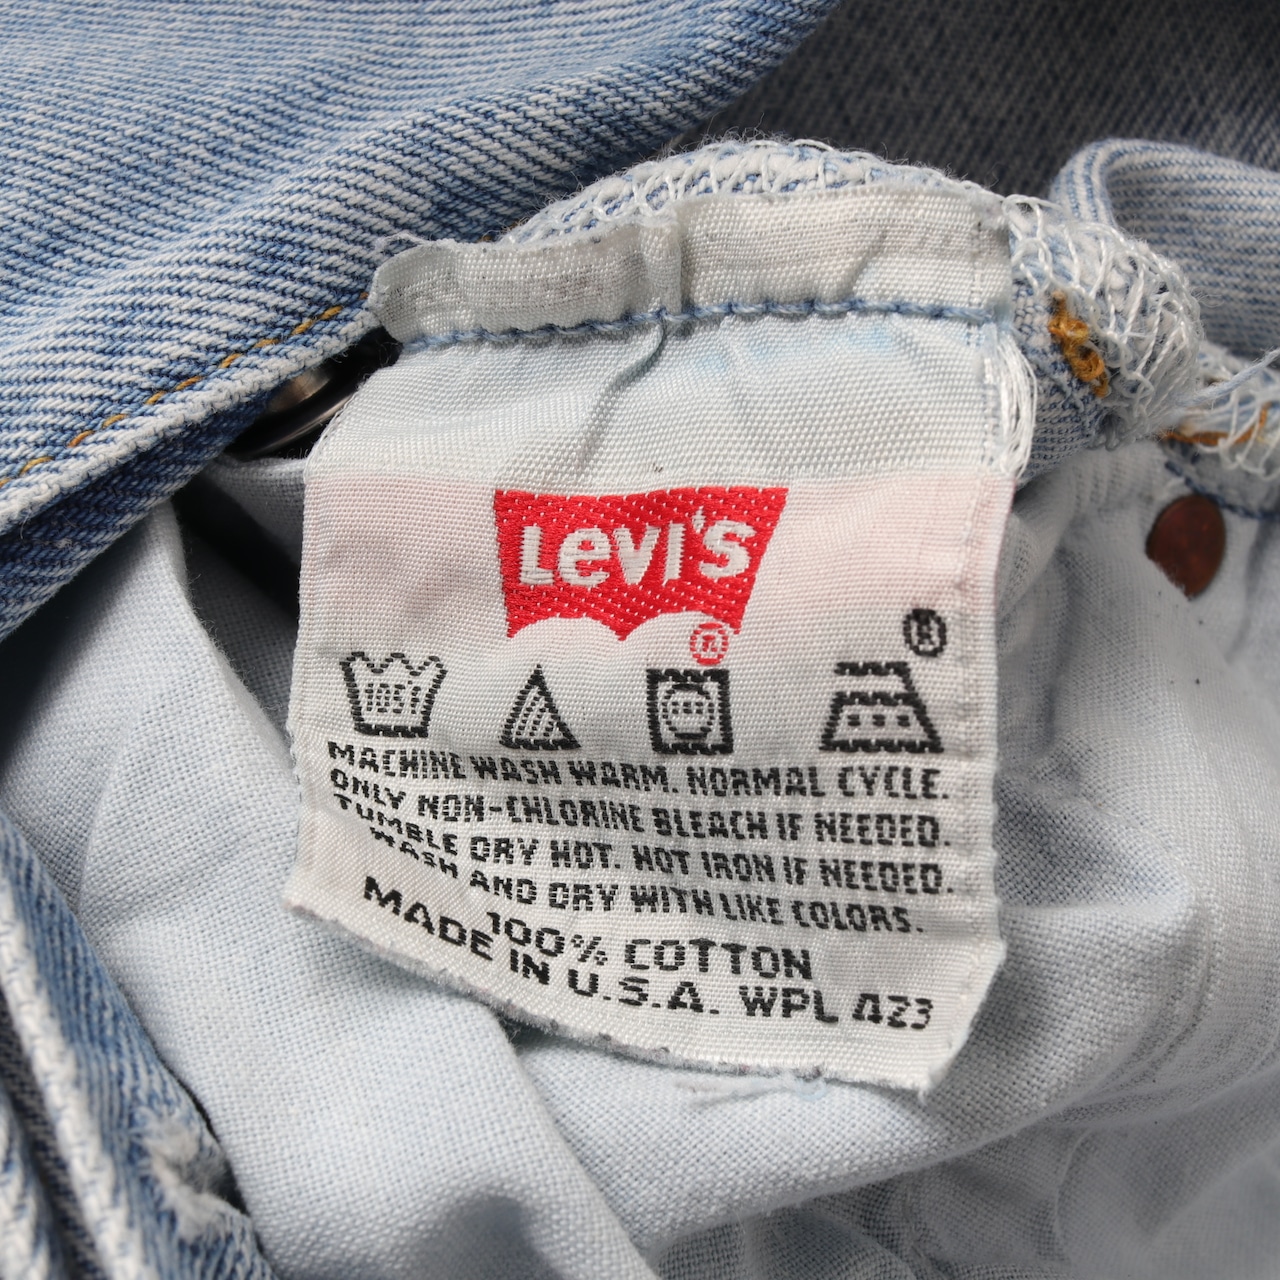 Levi's
®
105F
®
MACHINE WASH WARM. NORMAL CYCLE.
ONLY NON-CHLORINE BLEACH IF NEEDED.
TUMBLE DRY HOT. HOT IRON IF NEEDED.
WASH AND DRY WITH LIKE COLORS.
100% COTTON
MADE IN U.S.A. WPL 423